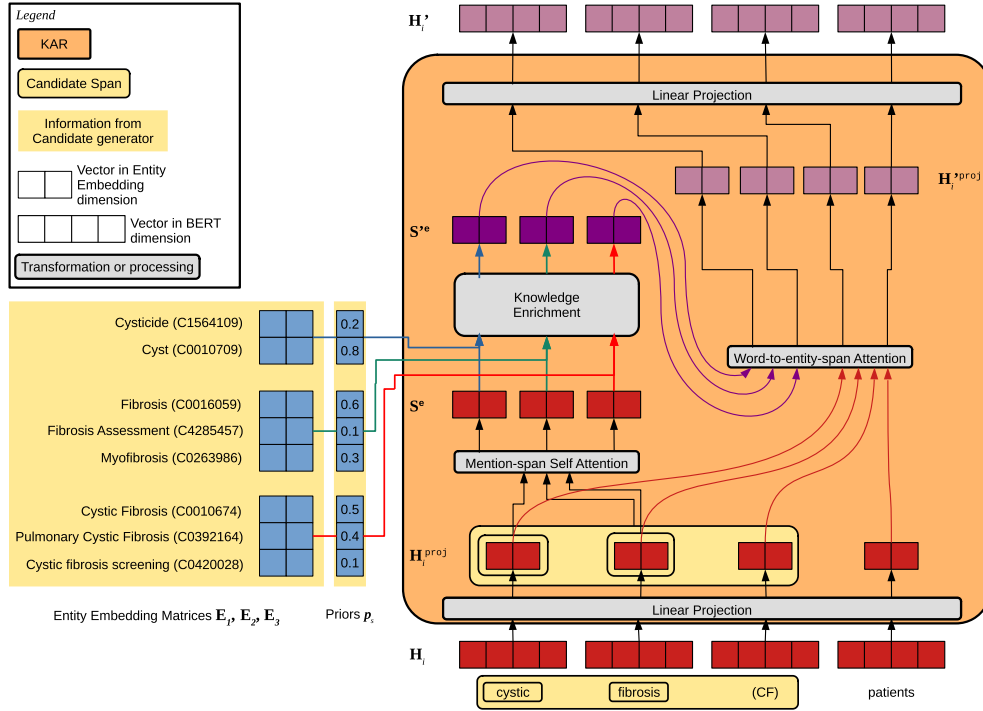 Legend
KAR
Candidate Span
Information from
Candidate generator
Vector in Entity
Embedding
dimension
Vector in BERT
dimension
Transformation or processing
Cysticide (C1564109)
Cyst (C0010709)
Fibrosis (C0016059)
Fibrosis Assessment (C4285457)
Myofibrosis (C0263986)
Cystic Fibrosis (C0010674)
Pulmonary Cystic Fibrosis (C0392164)
Cystic fibrosis screening (C0420028)
0.2
0.8
0.6
0.1
0.3
0.5
0.4
0.1
Entity Embedding Matrices E1, E2, E3
Priors ps
Hi’
Linear Projection
Hi’proj
S’e
Knowledge
Enrichment
Word-to-entity-span Attention
Se
Mention-span Self Attention
Hiproj
Linear Projection
Hi
cystic fibrosis (CF) patients